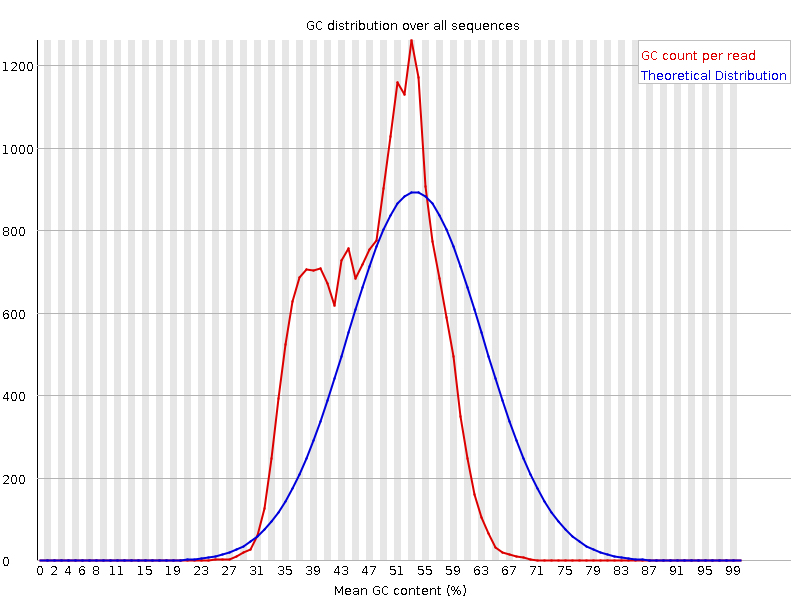 GC distribution over all sequences
GC count per read
Theoretical Distribution
1200
1000
800
600
400
200
0
0 2 4 6 8 11 15 19 23 27 31 35 39 43 47 51 55 59 63 67 71 75 79 83 87 91 95 99
Mean GC content (%)